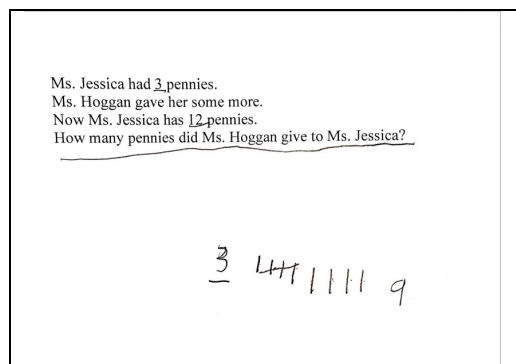 Ms. Jessica had 3 pennies.
Ms. Hoggan gave her some more.
Now Ms. Jessica has 12 pennies.
How many pennies did Ms. Hoggan give to Ms. Jessica?
3 9